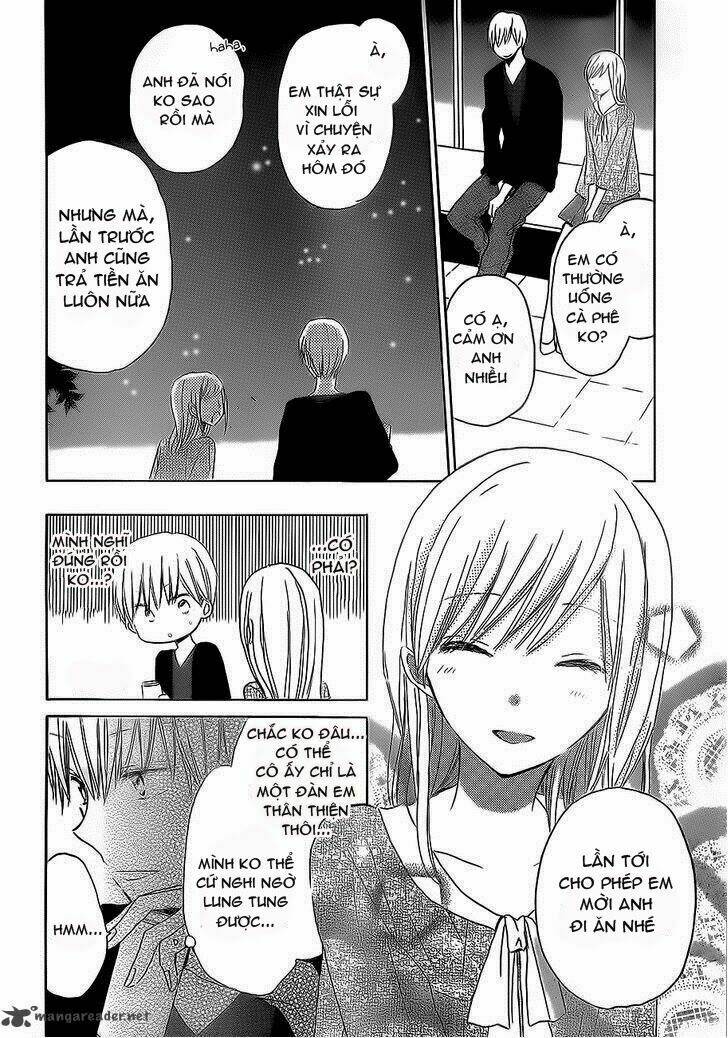 À,
EM CÓ
THƯỜNG
UỐNG
CÀ PHÊ
KO?
CÓ Ạ,
CẢM ƠN
ANH
NHIỀU
À,
EM THẬT SỰ
XIN LỖI
VÌ CHUYỆN
XẢY RA
HÔM ĐÓ
haha,
ANH ĐÃ NÓI
KO SAO
RỒI MÀ
NHƯNG MÀ,
LẦN TRƯỚC
ANH CŨNG
TRẢ TIỀN ĂN
LUÔN NỮA
LẦN TỚI
CHO PHÉP EM
MỜI ANH
ĐI ĂN NHÉ
...CÓ
PHẢI?
MÌNH NGHĨ
ĐÚNG RỒI
KO...?
CHẮC KO ĐÂU...
CÓ THỂ
CÔ ẤY CHỈ LÀ
MỘT ĐÀN EM
THÂN THIỆN
THÔI...
MÌNH KO THỂ
CỨ NGHI NGỜ
LUNG TUNG
ĐƯỢC...
HMM...
mangareader.net